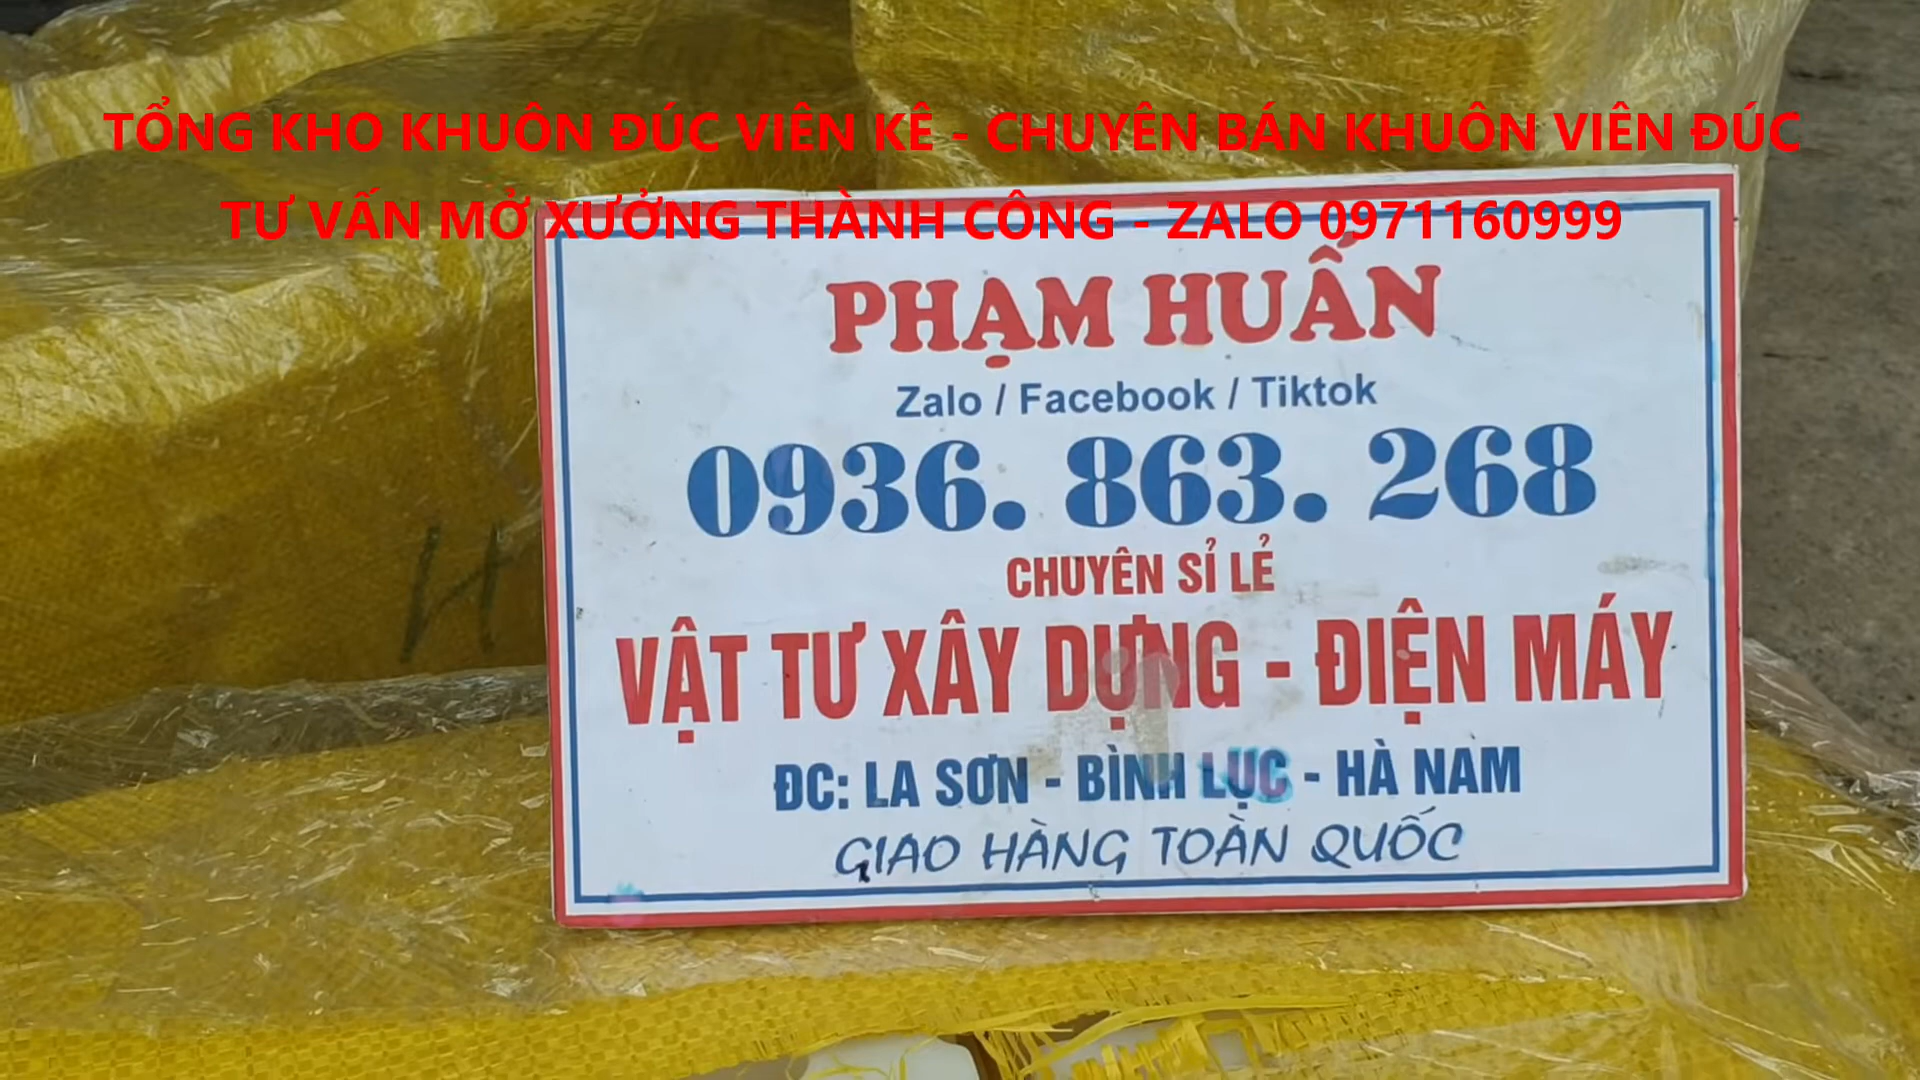 TỔNG KHO KHUÔN ĐÚC VIÊN KÊ - CHUYÊN BÁN KHUÔN VIÊN ĐÚC
TƯ VẤN MỞ XƯỞNG THÀNH CÔNG - ZALO 0971160999
PHẠM HUẤN
Zalo / Facebook / Tiktok
0936. 863. 268
CHUYÊN SỈ LẺ
VẬT TƯ XÂY DỰNG - ĐIỆN MÁY
ĐC: LA SƠN - BÌNH LỤC - HÀ NAM
GIAO HÀNG TOÀN QUỐC
H